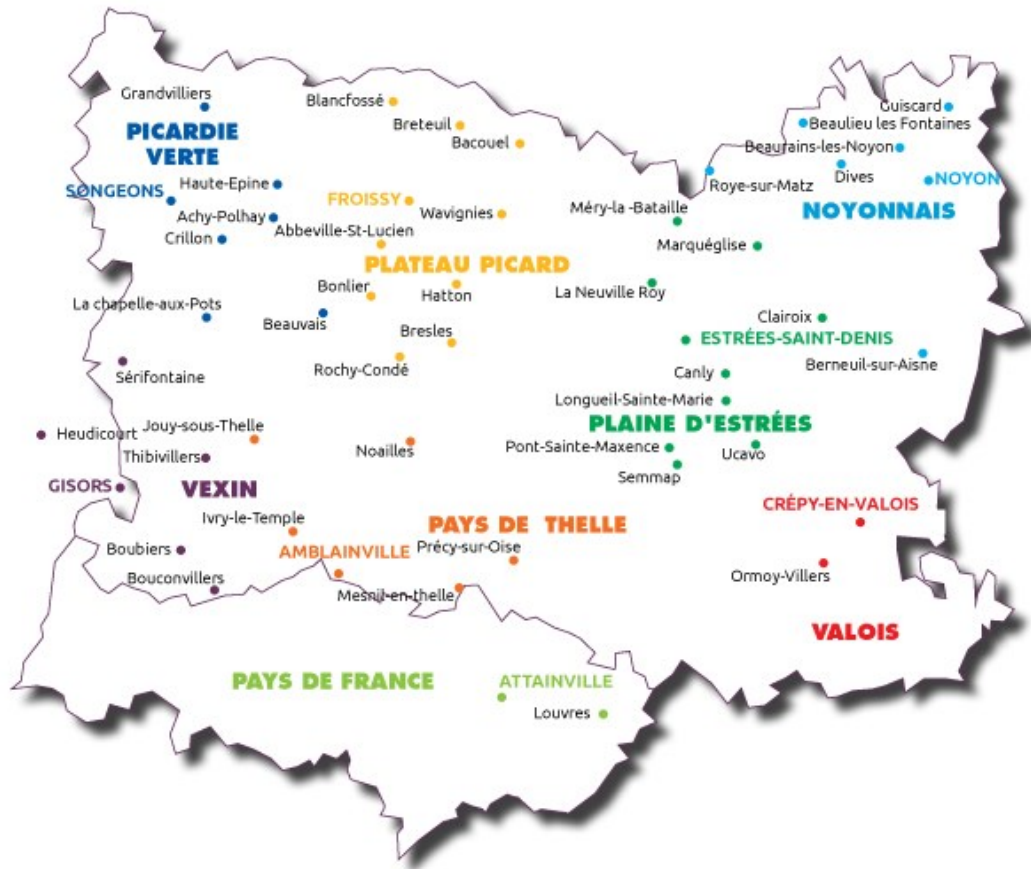 Grandvilliers
Blancfossé
Guiscard
Breteuil
Beaulieu les Fontaines
PICARDIE
VERTE
Bacouel
Beaurains-les-Noyon
Haute-Epine
Roye-sur-Matz
Dives
NOYON
SONGEONS
FROISSY
Wavignies
Méry-la -Bataille
NOYONNAIS
Achy-Polhay
Abbeville-St-Lucien
Crillon
Marquéglise
PLATEAU PICARD
Bonlier
Hatton
La Neuville Roy
La chapelle-aux-Pots
Beauvais
Bresles
Clairoix
ESTRÉES-SAINT-DENIS
Sérifontaine
Rochy-Condé
Canly
Berneuil-sur-Aisne
Longueil-Sainte-Marie
PLAINE D'ESTRÉES
Heudicourt
Jouy-sous-Thelle
Noailles
Pont-Sainte-Maxence
Ucavo
Thibivillers
Semmap
GISORS
VEXIN
CRÉPY-EN-VALOIS
Ivry-le-Temple
PAYS DE THELLE
Boubiers
AMBLAINVILLE
Précy-sur-Oise
Bouconvillers
Mesnil-en-thelle
Ormoy-Villers
VALOIS
PAYS DE FRANCE
ATTAINVILLE
Louvres